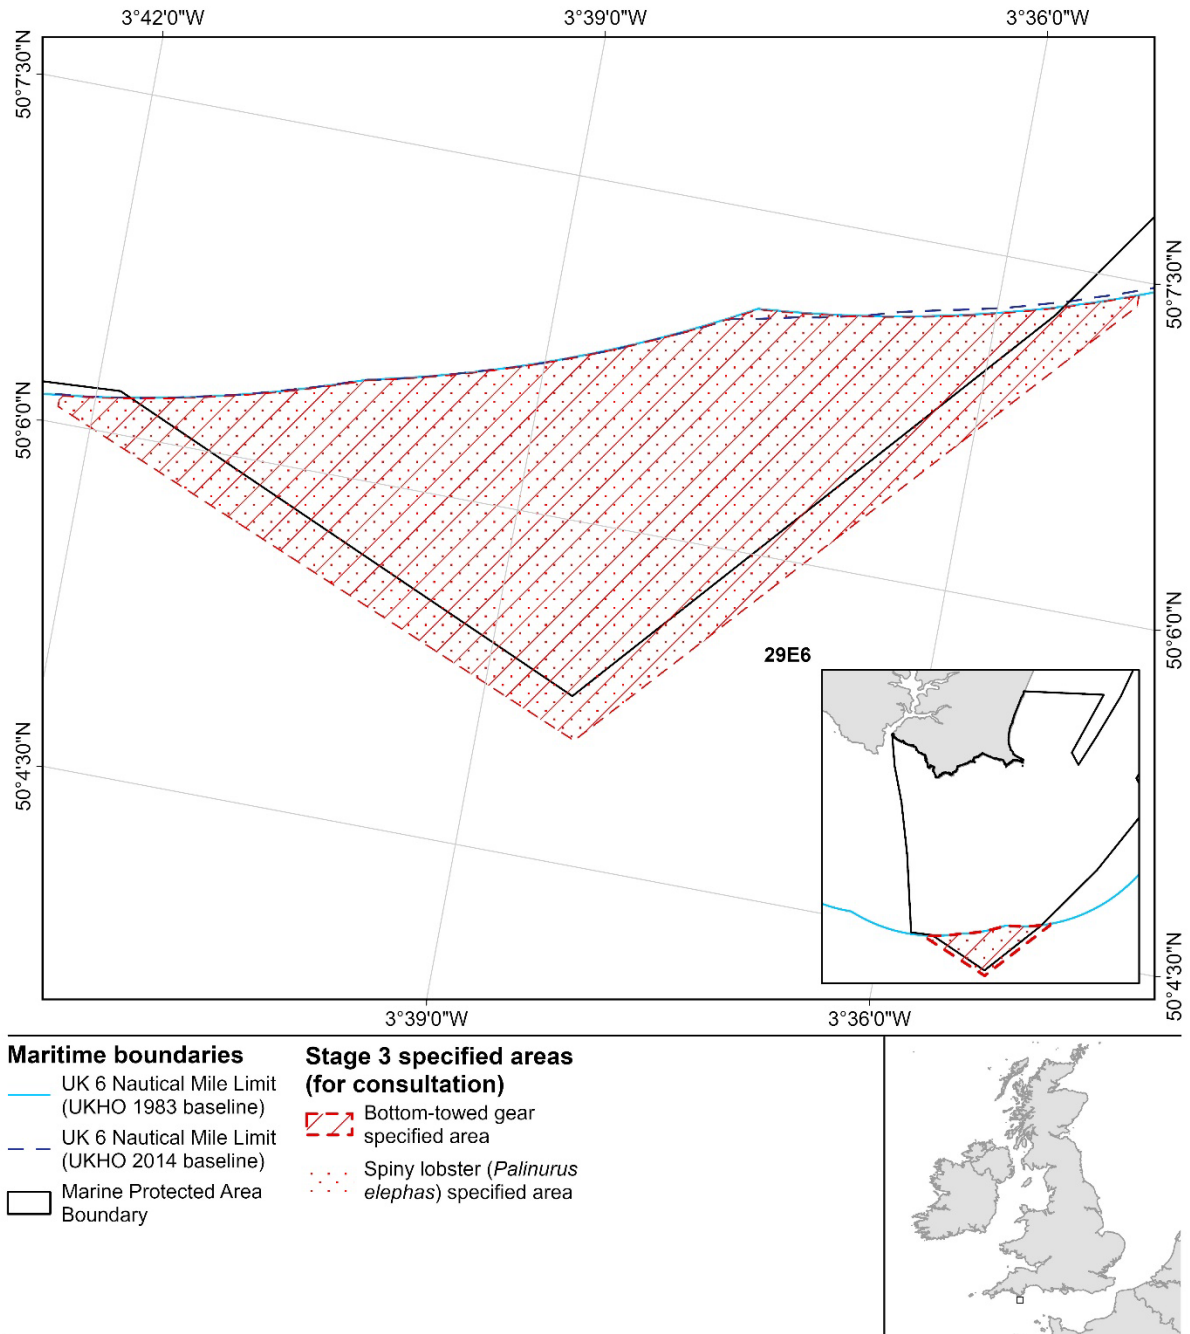 3°42'0"W
3°39'0"W
3°36'0"W
50°7'30"N
50°6'0"N
50°4'30"N
50°7'30"N
50°6'0"N
50°4'30"N
29E6
3°39'0"W
3°36'0"W
Maritime boundaries
UK 6 Nautical Mile Limit
(UKHO 1983 baseline)
UK 6 Nautical Mile Limit
(UKHO 2014 baseline)
Marine Protected Area
Boundary
Stage 3 specified areas
(for consultation)
Bottom-towed gear
specified area
Spiny lobster (Palinurus
elephas) specified area